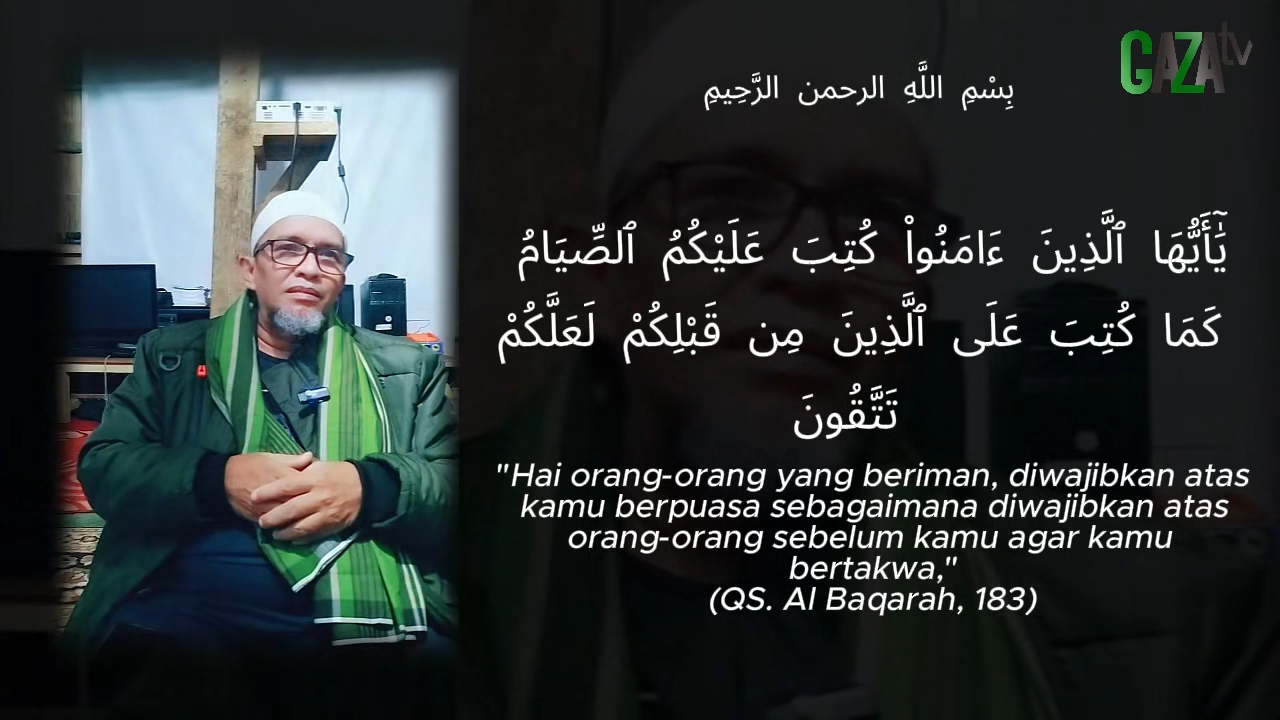 GAZAtv
بِسْمِ اللَّهِ الرحمن الرَّحِيمِ
يَٰٓأَيُّهَا ٱلَّذِينَ ءَامَنُوا۟ كُتِبَ عَلَيْكُمُ ٱلصِّيَامُ
كَمَا كُتِبَ عَلَى ٱلَّذِينَ مِن قَبْلِكُمْ لَعَلَّكُمْ
تَتَّقُونَ
"Hai orang-orang yang beriman, diwajibkan atas
kamu berpuasa sebagaimana diwajibkan atas
orang-orang sebelum kamu agar kamu
bertakwa,"
(QS. Al Baqarah, 183)